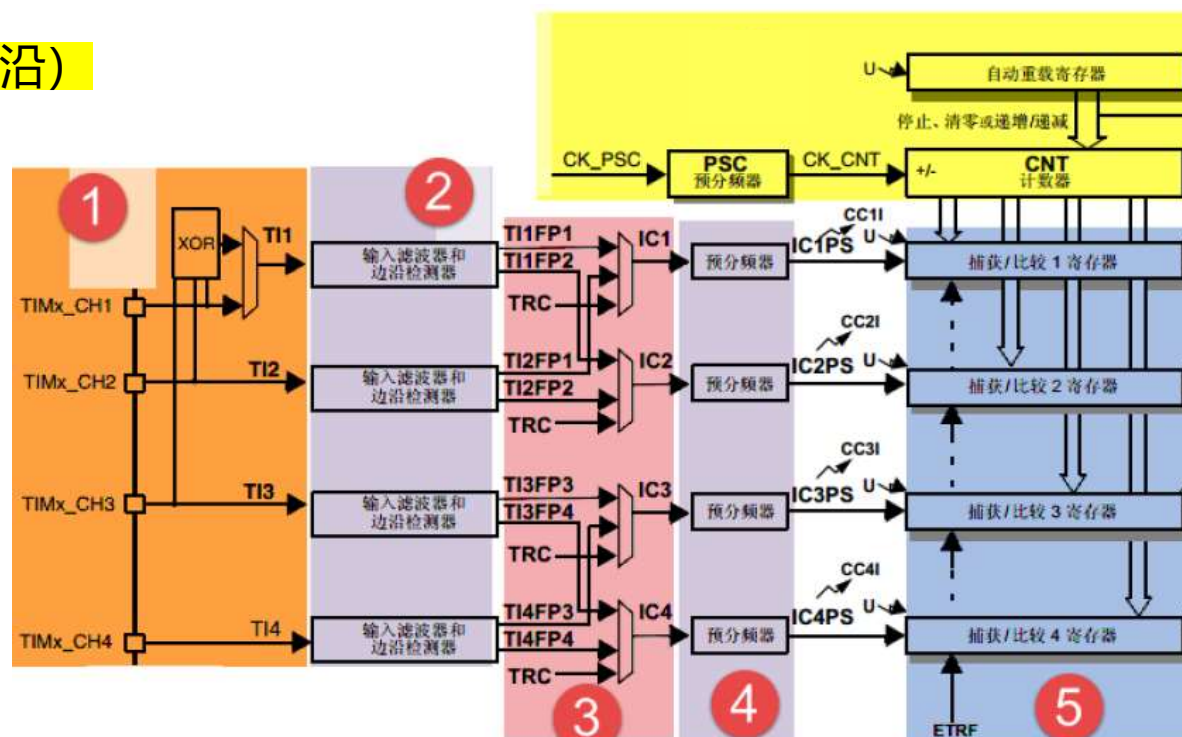 沿）
U
自动重载寄存器
停止、清零或递增/递减
CK_PSC
PSC
预分频器
CK_CNT
+/-
CNT
计数器
1
2
XOR
TI1
TIMx_CH1
输入滤波器和
边沿检测器
TI1FP1
TI1FP2
TRC
IC1
预分频器
IC1PS
CC1I
U
捕获/比较 1 寄存器
TIMx_CH2
TI2
输入滤波器和
边沿检测器
TI2FP1
TI2FP2
TRC
IC2
预分频器
IC2PS
CC2I
U
捕获/比较 2 寄存器
TIMx_CH3
TI3
输入滤波器和
边沿检测器
TI3FP3
TI3FP4
TRC
IC3
预分频器
IC3PS
CC3I
U
捕获/比较 3 寄存器
TIMx_CH4
TI4
输入滤波器和
边沿检测器
TI4FP3
TI4FP4
TRC
IC4
预分频器
IC4PS
CC4I
U
捕获/比较 4 寄存器
3
4
5
ETRF